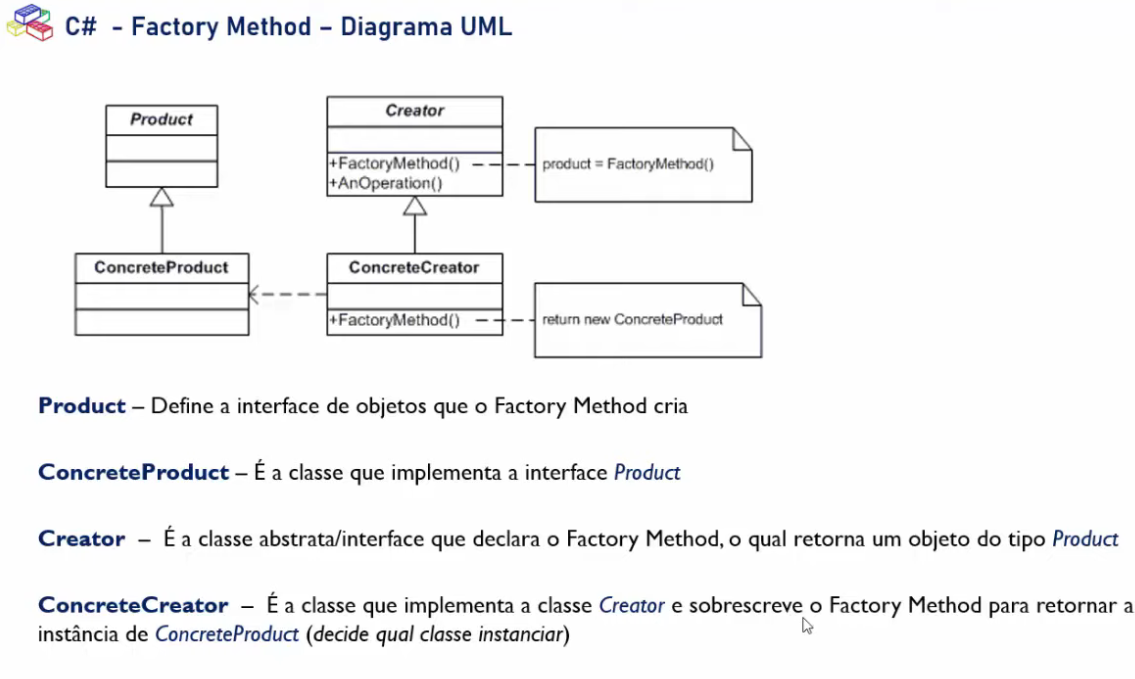 C# - Factory Method – Diagrama UML
Product
Creator
+FactoryMethod()
+AnOperation()
product = FactoryMethod()
ConcreteProduct
ConcreteCreator
+FactoryMethod()
return new ConcreteProduct
Product – Define a interface de objetos que o Factory Method cria
ConcreteProduct – É a classe que implementa a interface Product
Creator – É a classe abstrata/interface que declara o Factory Method, o qual retorna um objeto do tipo Product
ConcreteCreator – É a classe que implementa a classe Creator e sobrescreve o Factory Method para retornar a
instância de ConcreteProduct (decide qual classe instanciar)